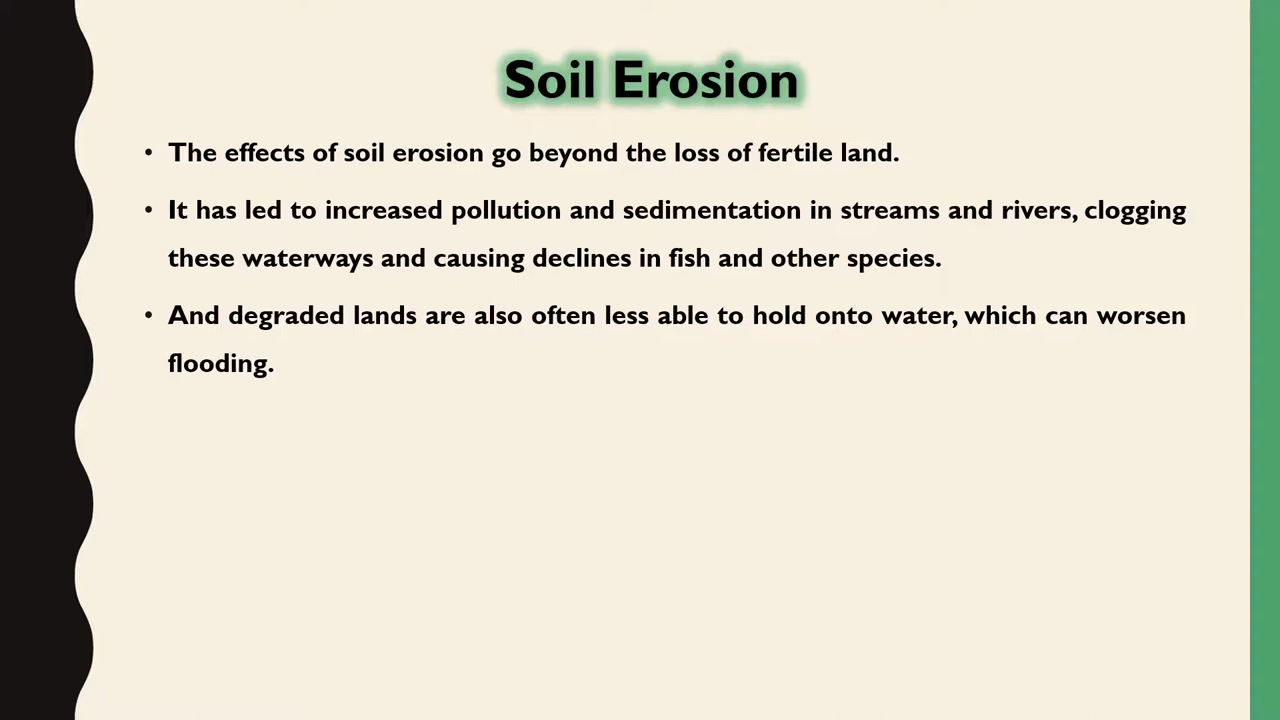 Soil Erosion
• The effects of soil erosion go beyond the loss of fertile land.
• It has led to increased pollution and sedimentation in streams and rivers, clogging
these waterways and causing declines in fish and other species.
• And degraded lands are also often less able to hold onto water, which can worsen
flooding.